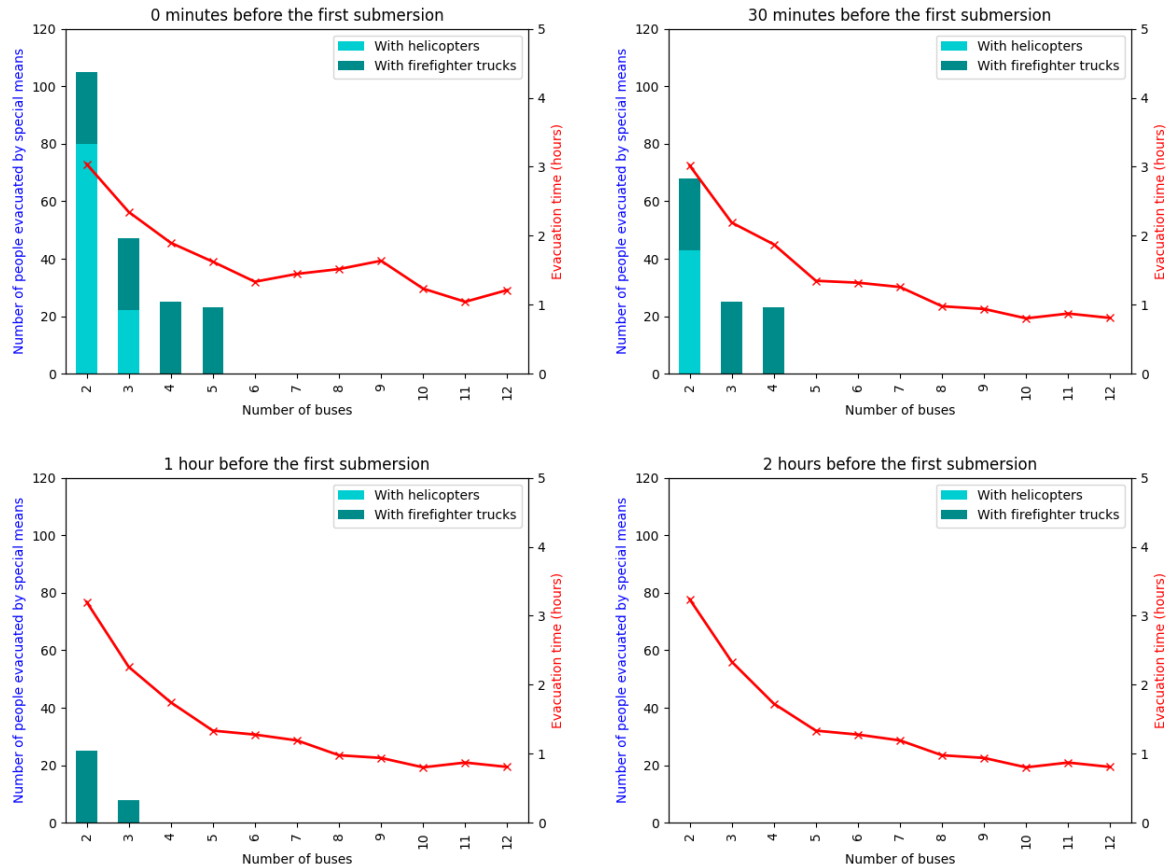 0 minutes before the first submersion
Number of people evacuated by special means
120
100
80
60
40
20
0
With helicopters
With firefighter trucks
5
4
3
2
1
0
Evacuation time (hours)
2 3 4 5 6 7 8 9 10 11 12
Number of buses
30 minutes before the first submersion
Number of people evacuated by special means
120
100
80
60
40
20
0
With helicopters
With firefighter trucks
5
4
3
2
1
0
Evacuation time (hours)
2 3 4 5 6 7 8 9 10 11 12
Number of buses
1 hour before the first submersion
Number of people evacuated by special means
120
100
80
60
40
20
0
With helicopters
With firefighter trucks
5
4
3
2
1
0
Evacuation time (hours)
2 3 4 5 6 7 8 9 10 11 12
Number of buses
2 hours before the first submersion
Number of people evacuated by special means
120
100
80
60
40
20
0
With helicopters
With firefighter trucks
5
4
3
2
1
0
Evacuation time (hours)
2 3 4 5 6 7 8 9 10 11 12
Number of buses